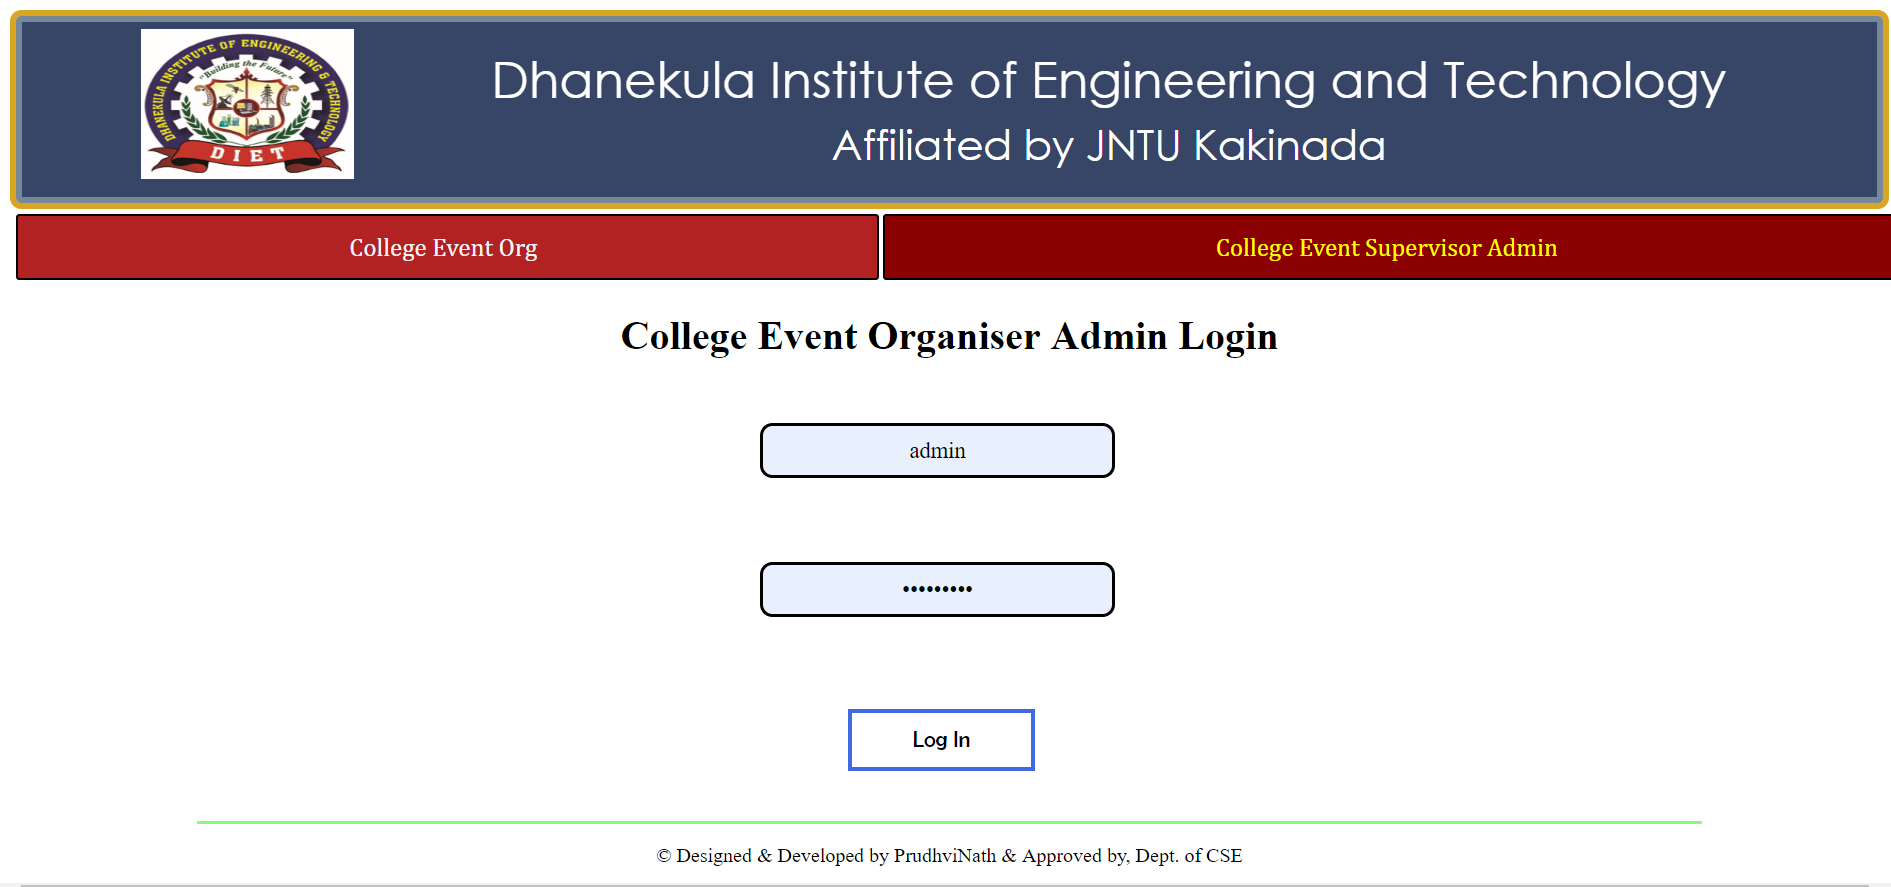 DHANEKULA INSTITUTE OF ENGINEERING & TECHNOLOGY
"Building the Future"
DIET
Dhanekula Institute of Engineering and Technology
Affiliated by JNTU Kakinada
College Event Org
College Event Supervisor Admin
College Event Organiser Admin Login
admin
•••••••••
Log In
© Designed & Developed by PrudhviNath & Approved by, Dept. of CSE